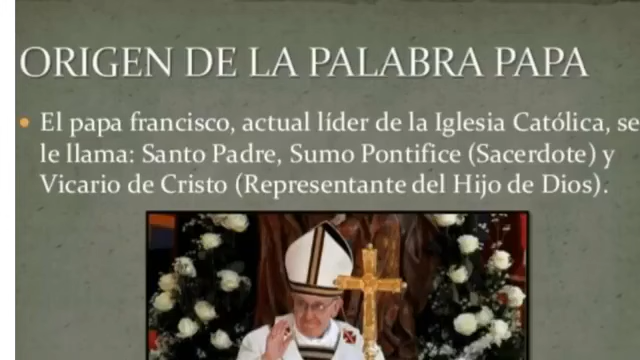 ORIGEN DE LA PALABRA PAPA
El papa francisco, actual líder de la Iglesia Católica, se
le llama: Santo Padre, Sumo Pontifice (Sacerdote) y
Vicario de Cristo (Representante del Hijo de Dios).